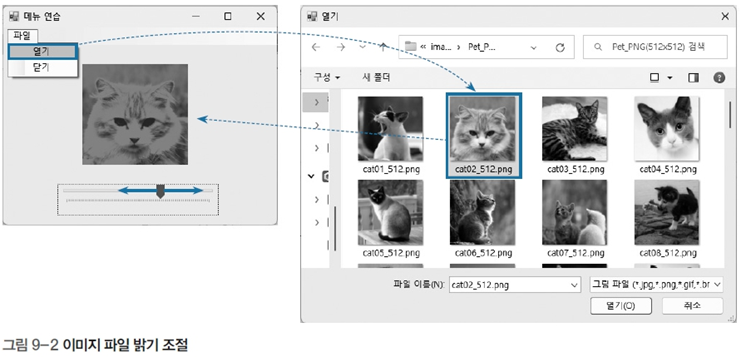 메뉴 연습
파일
열기
닫기
열기
« ima... > Pet_P...
Pet_PNG(512x512) 검색
구성
새 폴더
cat01_512.png
cat02_512.png
cat03_512.png
cat04_512.png
cat05_512.png
cat06_512.png
cat07_512.png
cat08_512.png
파일 이름(N):
cat02_512.png
그림 파일 (*.jpg,*.png,*.gif,*.br
열기(O)
취소
그림 9-2 이미지 파일 밝기 조절